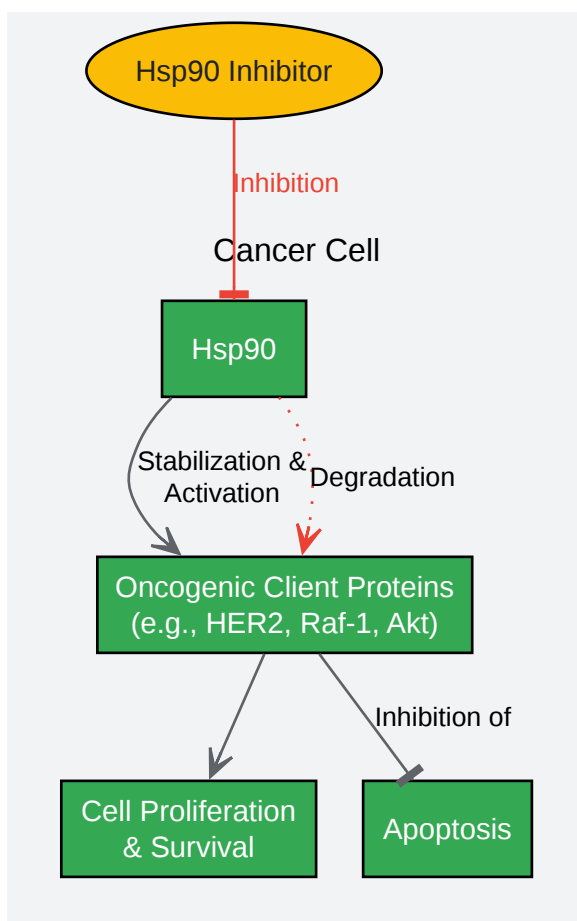 Hsp90 Inhibitor
Inhibition
Cancer Cell
Hsp90
Stabilization &
Activation
Degradation
Oncogenic Client Proteins
(e.g., HER2, Raf-1, Akt)
Inhibition of
Cell Proliferation
& Survival
Apoptosis